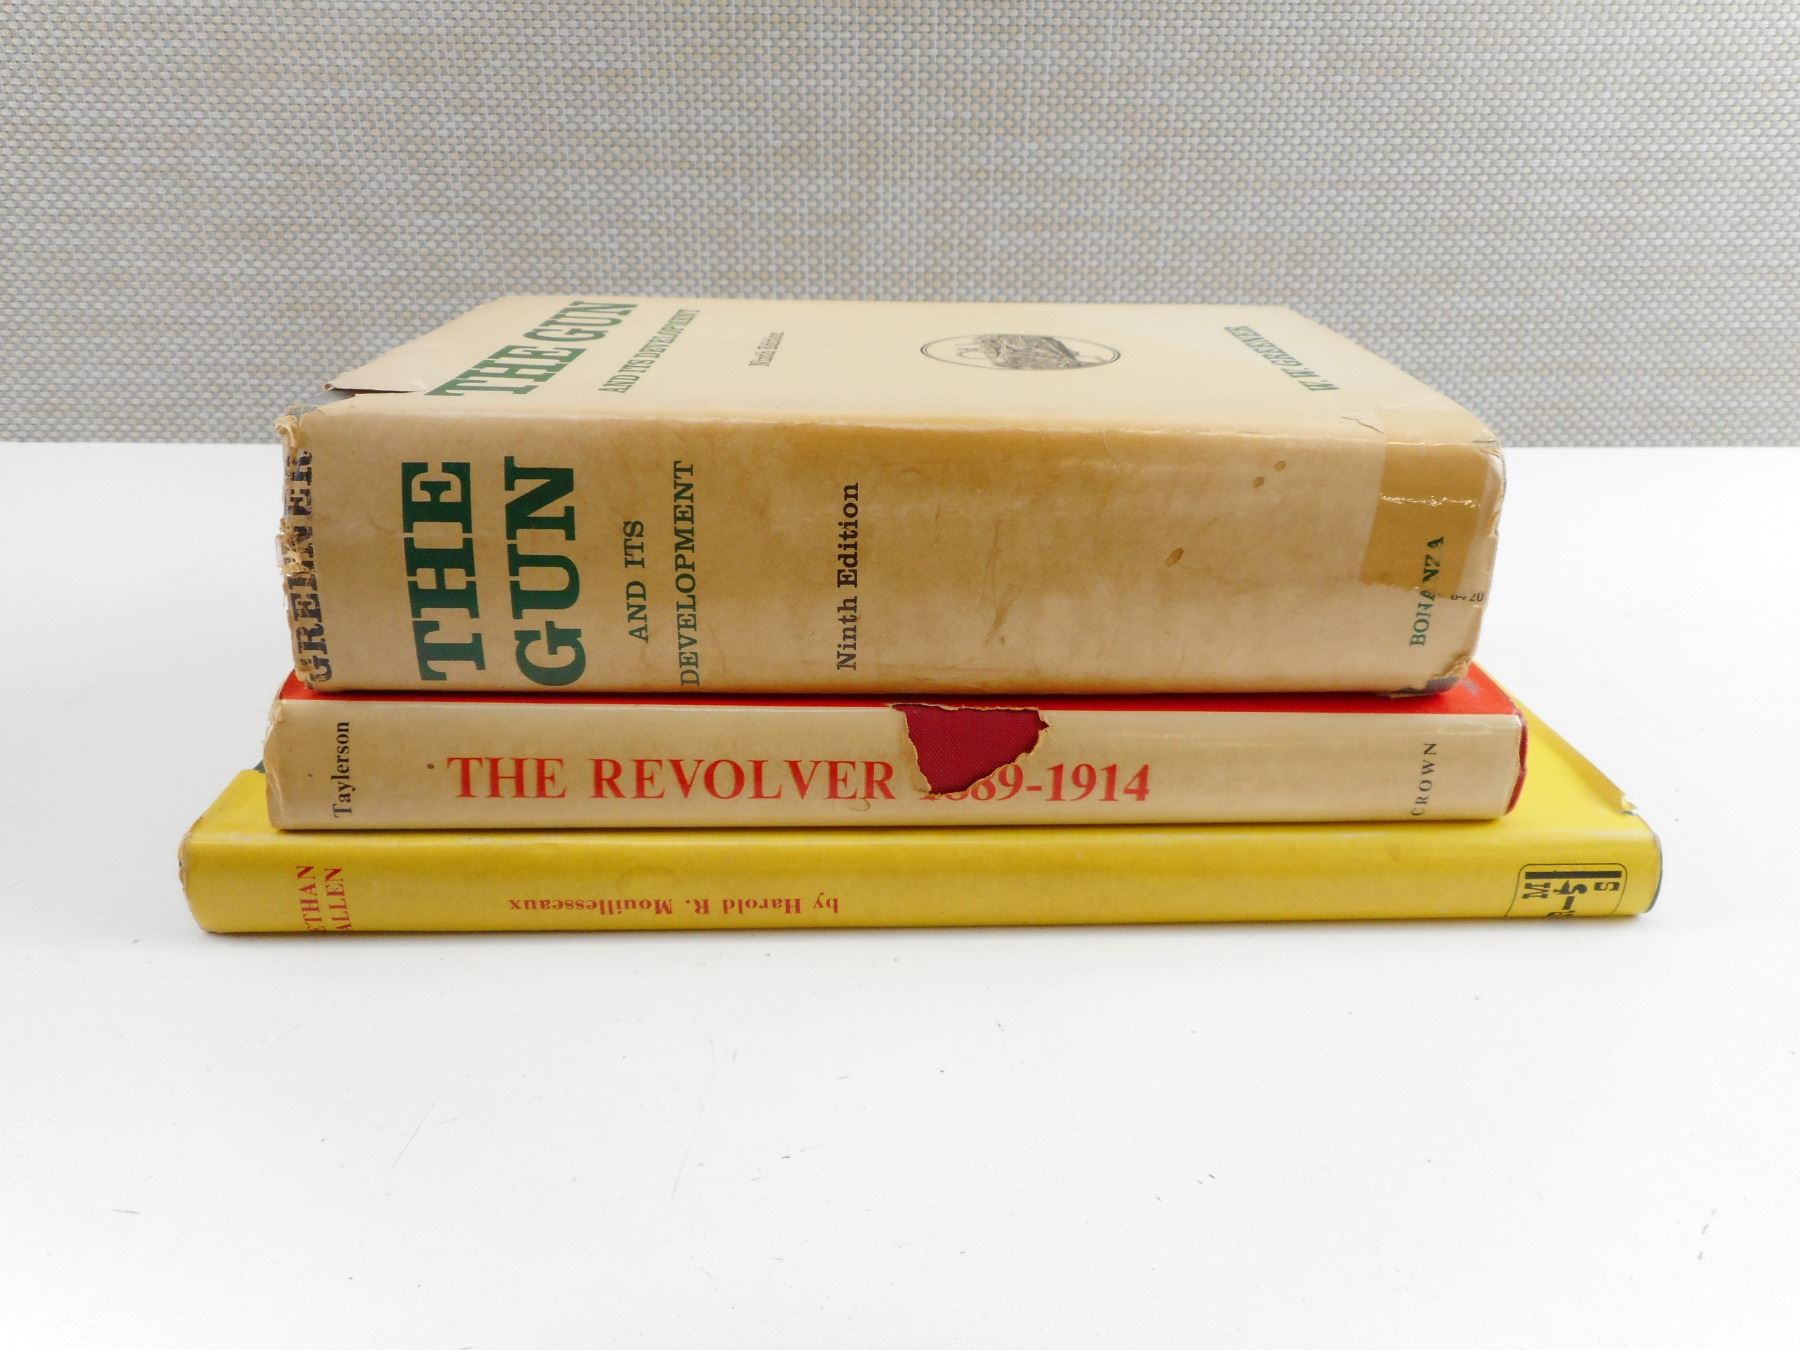 THE GUN
AND ITS DEVELOPMENT
Ninth Edition
W. W. GREENER
GREENER
THE
GUN
AND ITS
DEVELOPMENT
Ninth Edition
BONANZA
Taylerson
THE REVOLVER 1889-1914
CROWN
ETHAN
ALLEN
by Harold R. Mouillesseaux
M
S